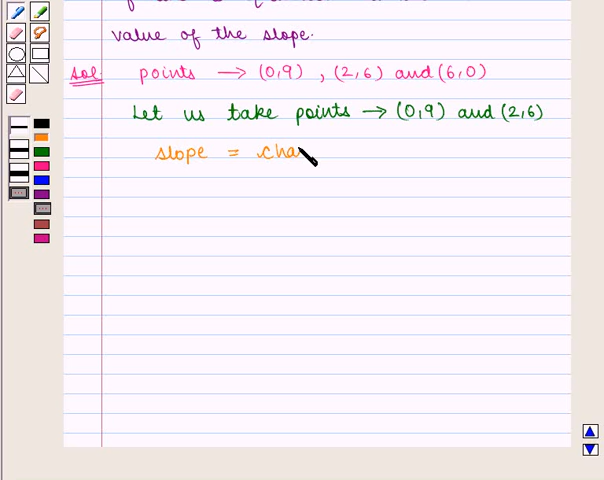 value of the slope.
sol. points → (0,9) , (2,6) and (6,0)
Let us take points → (0,9) and (2,6)
slope = cha